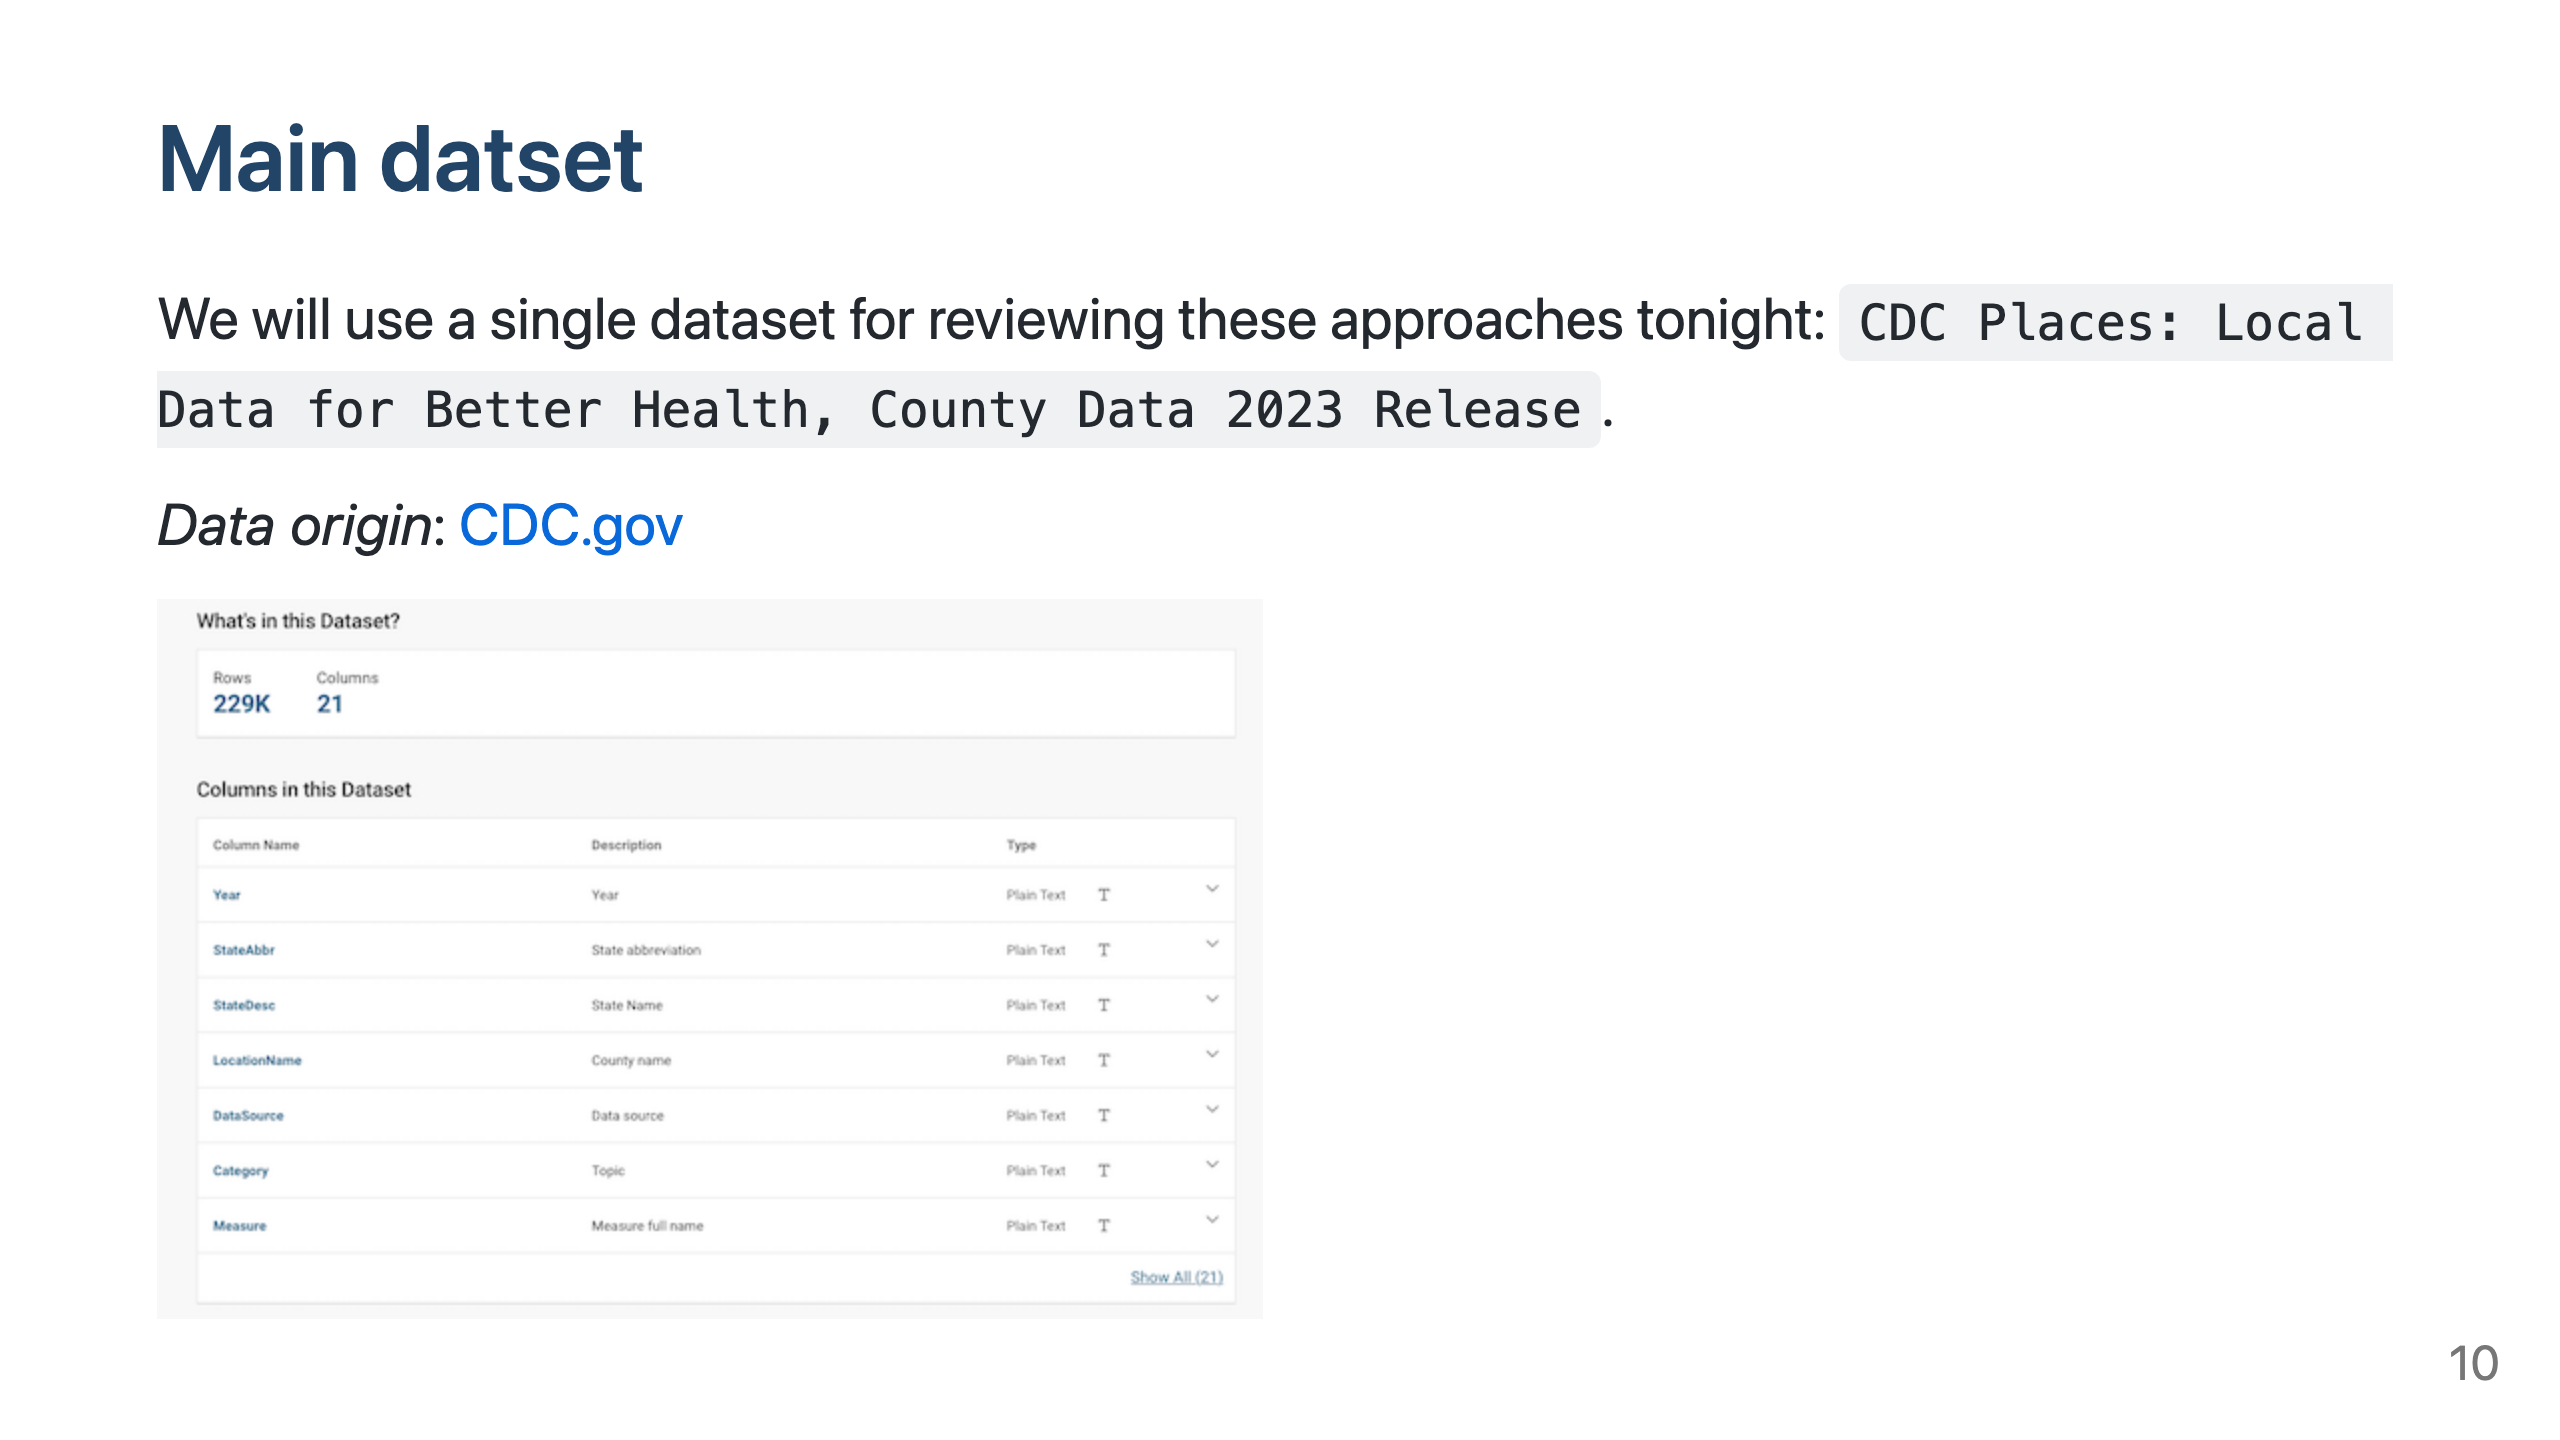 Main datset
We will use a single dataset for reviewing these approaches tonight: CDC Places: Local
Data for Better Health, County Data 2023 Release.
Data origin: CDC.gov
What's in this Dataset?
Rows Columns
229K 21
Columns in this Dataset
Column Name Description Type
Year Year Plain Text T
StateAbbr State abbreviation Plain Text T
StateDesc State Name Plain Text T
LocationName County name Plain Text T
DataSource Data source Plain Text T
Category Topic Plain Text T
Measure Measure full name Plain Text T
Show All (21)
10